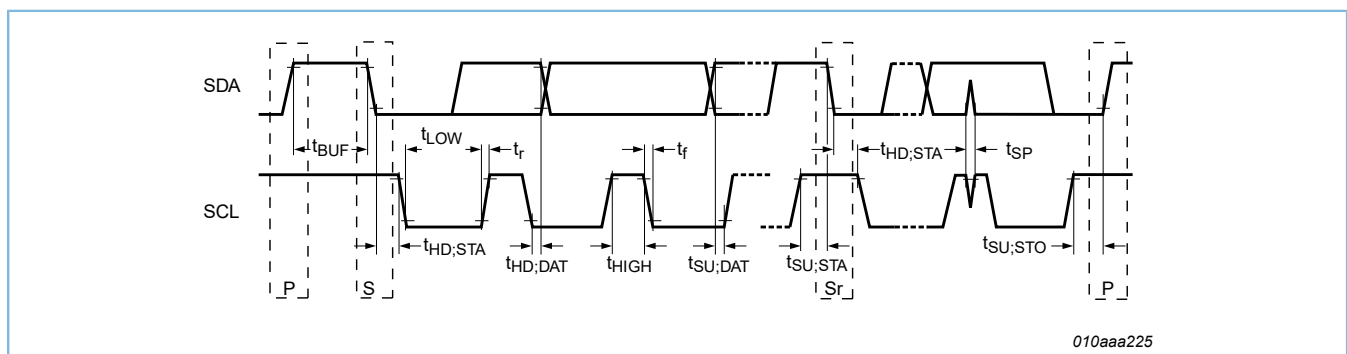 SDA
tBUF
tLOW
tr
tf
tHD;STA
tSP
SCL
tHD;STA
tHD;DAT
tHIGH
tSU;DAT
tSU;STA
tSU;STO
P
S
Sr
P
010aaa225